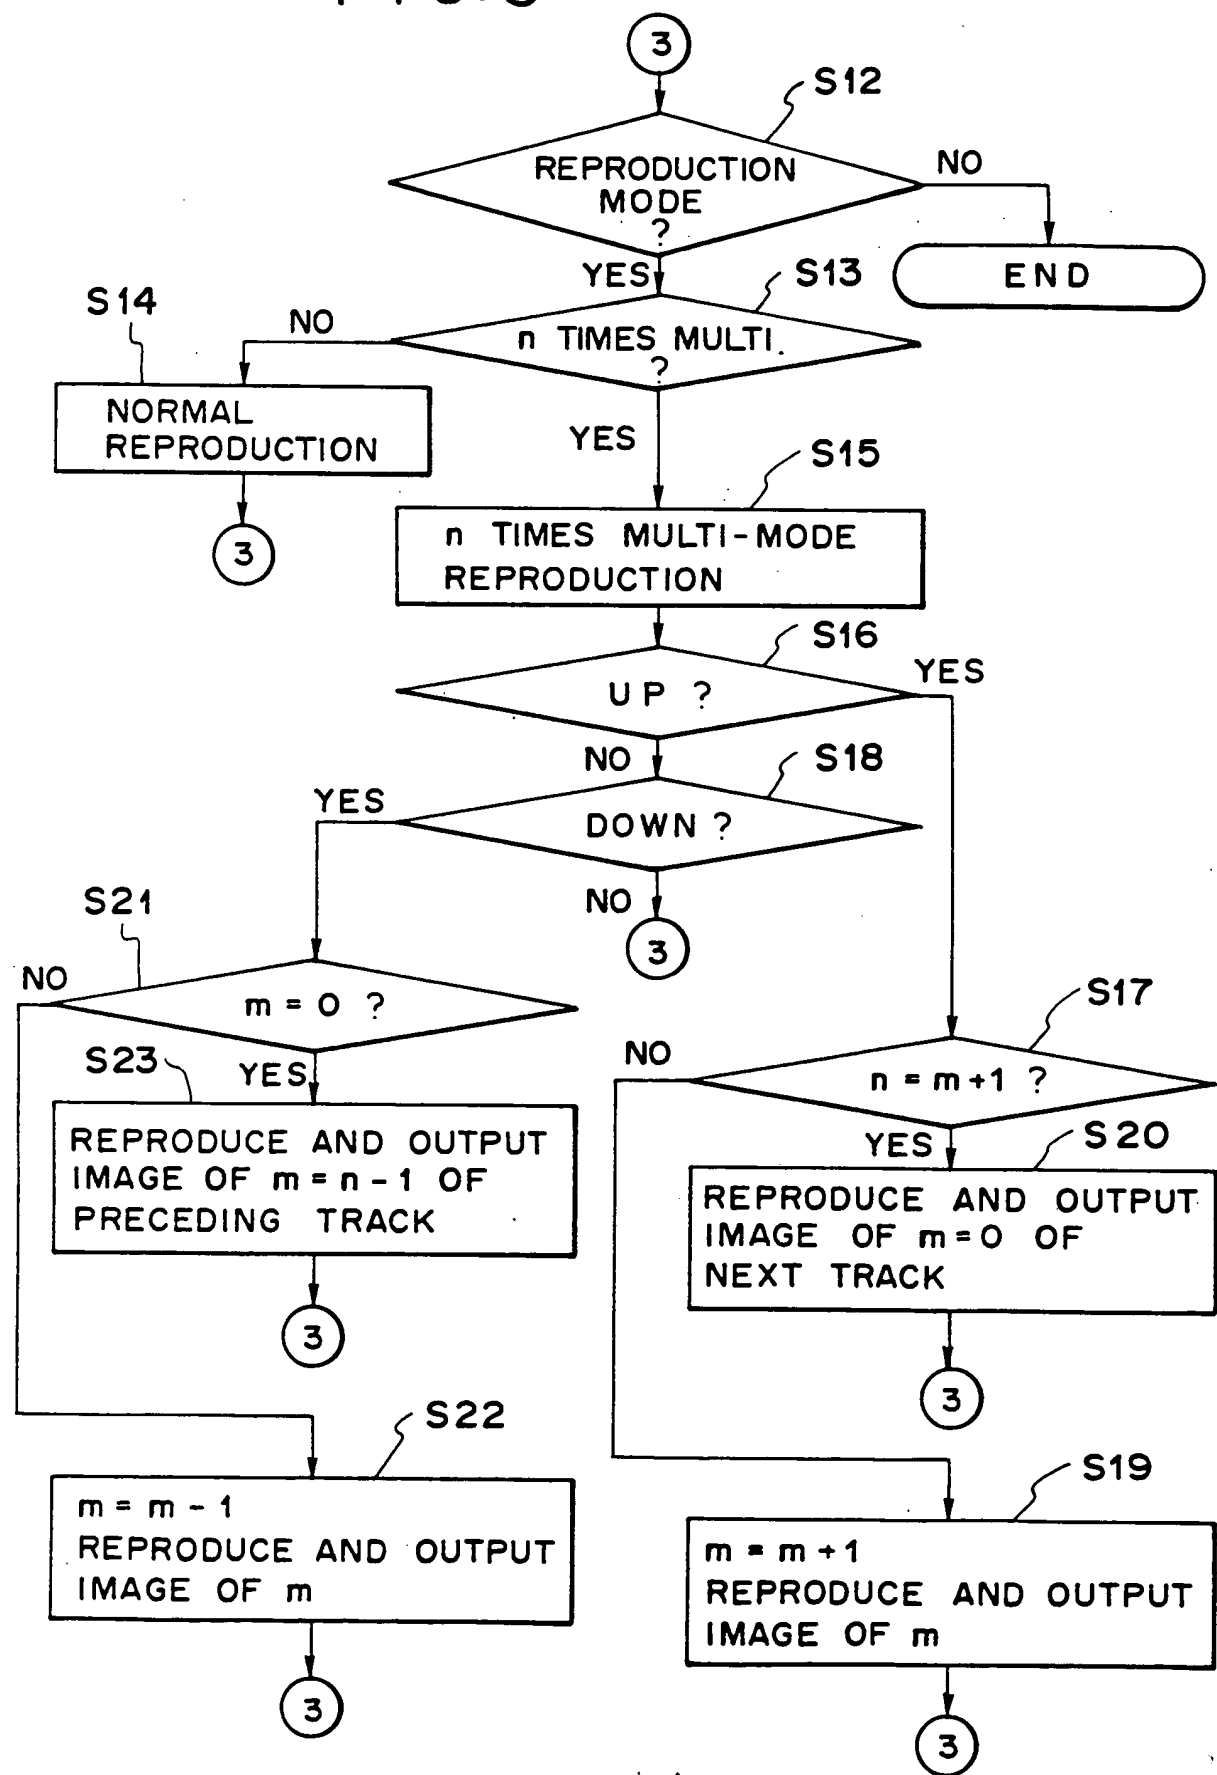 3
S12
REPRODUCTION
MODE
?
NO
END
YES
S13
n TIMES MULTI.
?
NO
S14
NORMAL
REPRODUCTION
3
YES
S15
n TIMES MULTI-MODE
REPRODUCTION
S16
UP ?
YES
NO
S18
DOWN ?
YES
NO
3
S21
m = 0 ?
NO
S17
n = m+1 ?
NO
S23
YES
REPRODUCE AND OUTPUT
IMAGE OF m = n - 1 OF
PRECEDING TRACK
3
YES
S20
REPRODUCE AND OUTPUT
IMAGE OF m = 0 OF
NEXT TRACK
3
S22
m = m - 1
REPRODUCE AND OUTPUT
IMAGE OF m
3
S19
m = m + 1
REPRODUCE AND OUTPUT
IMAGE OF m
3